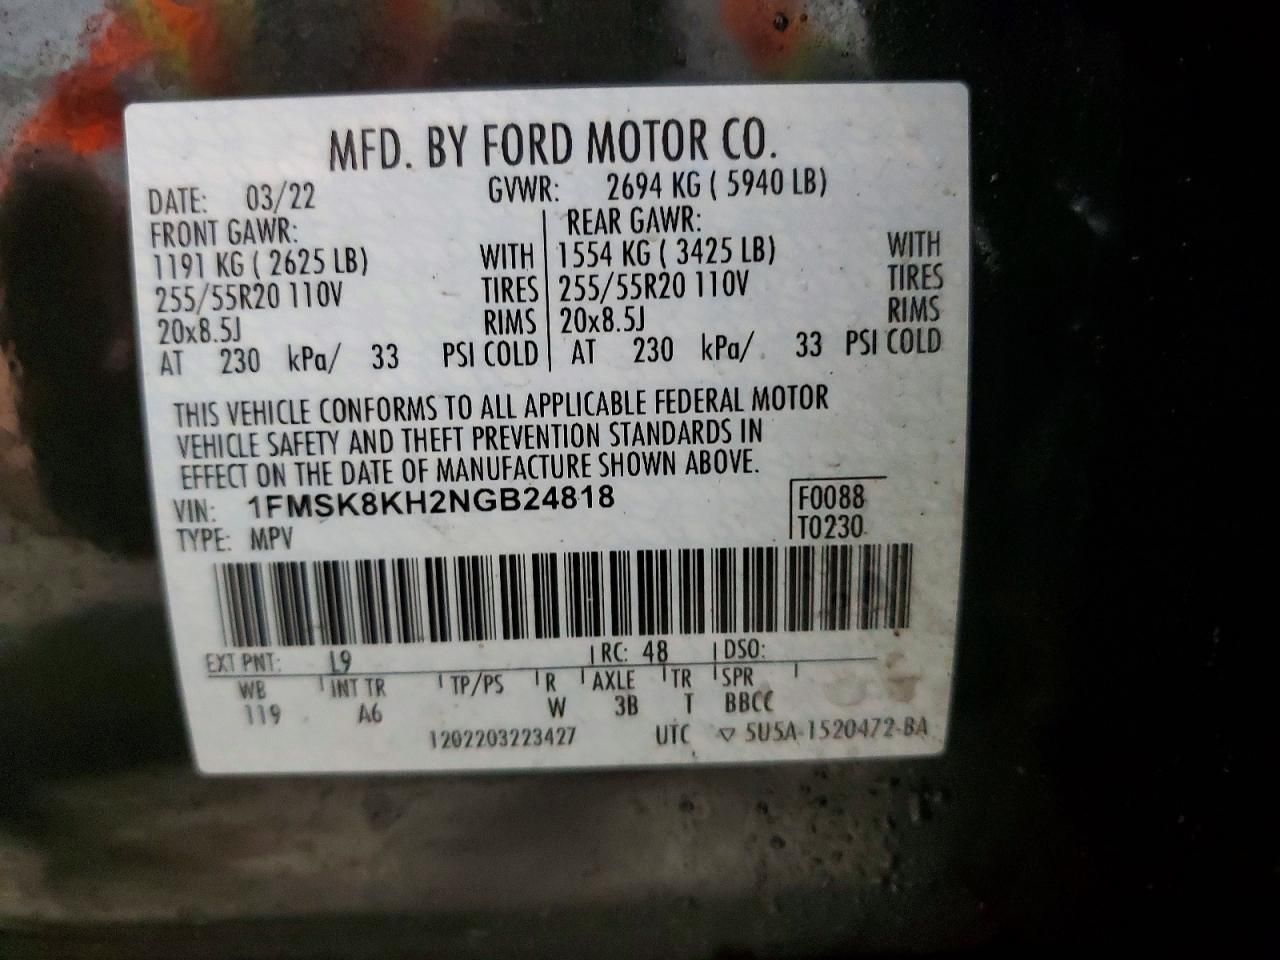 MFD. BY FORD MOTOR CO.
DATE: 03/22 GVWR: 2694 KG ( 5940 LB)
FRONT GAWR: REAR GAWR:
1191 KG ( 2625 LB) WITH 1554 KG ( 3425 LB) WITH
255/55R20 110V TIRES 255/55R20 110V TIRES
20x8.5J RIMS 20x8.5J RIMS
AT 230 kPa/ 33 PSI COLD AT 230 kPa/ 33 PSI COLD
THIS VEHICLE CONFORMS TO ALL APPLICABLE FEDERAL MOTOR
VEHICLE SAFETY AND THEFT PREVENTION STANDARDS IN
EFFECT ON THE DATE OF MANUFACTURE SHOWN ABOVE.
VIN: 1FMSK8KH2NGB24818 F0088
TYPE: MPV T0230
EXT PNT: L9 RC: 48 DSO:
WB INT TR TP/PS R AXLE TR SPR
119 A6 W 3B T BBCC
1202203223427 UTC ▽ 5U5A-1520472-BA